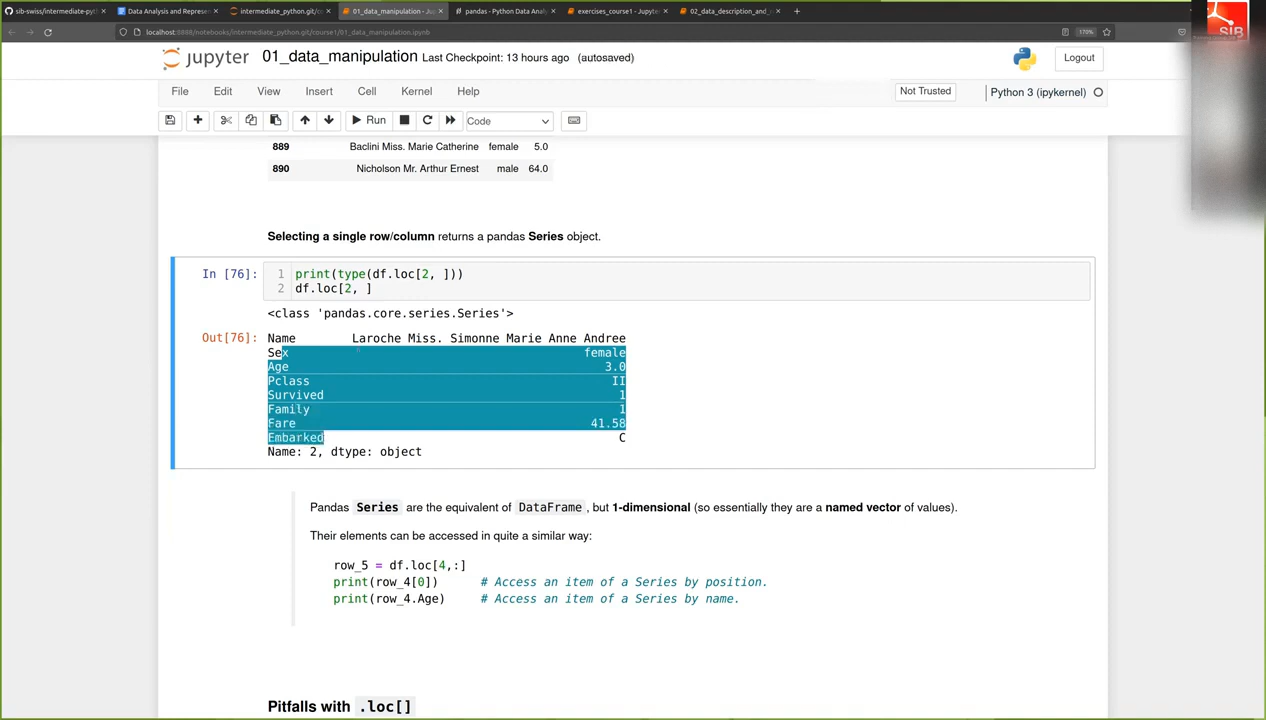 sib-swiss/intermediate-pyt
Data Analysis and Represen
intermediate_python.git/co
01_data_manipulation - Ju
pandas - Python Data Anal
exercises_course1 - Jupyte
02_data_description_and_
localhost:8888/notebooks/intermediate_python.git/course1/01_data_manipulation.ipynb
170%
SIB
jupyter 01_data_manipulation Last Checkpoint: 13 hours ago (autosaved)
Logout
File Edit View Insert Cell Kernel Help
Not Trusted
Python 3 (ipykernel)
Run
Code
889 Baclini Miss. Marie Catherine female 5.0
890 Nicholson Mr. Arthur Ernest male 64.0
Selecting a single row/column returns a pandas Series object.
In [76]: 1 print(type(df.loc[2, ]))
2 df.loc[2, ]
<class 'pandas.core.series.Series'>
Out[76]: Name Laroche Miss. Simonne Marie Anne Andree
Sex female
Age 3.0
Pclass II
Survived 1
Family 1
Fare 41.58
Embarked C
Name: 2, dtype: object
Pandas Series are the equivalent of DataFrame , but 1-dimensional (so essentially they are a named vector of values).
Their elements can be accessed in quite a similar way:
row_5 = df.loc[4,:]
print(row_4[0]) # Access an item of a Series by position.
print(row_4.Age) # Access an item of a Series by name.
Pitfalls with .loc[]